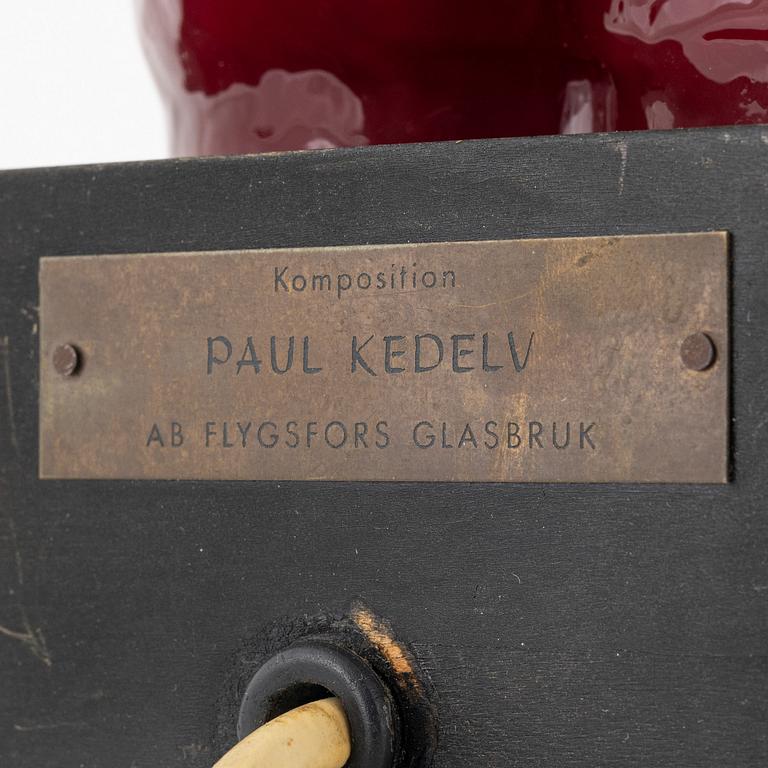 Komposition
PAUL KEDELV
AB FLYGSFORS GLASBRUK